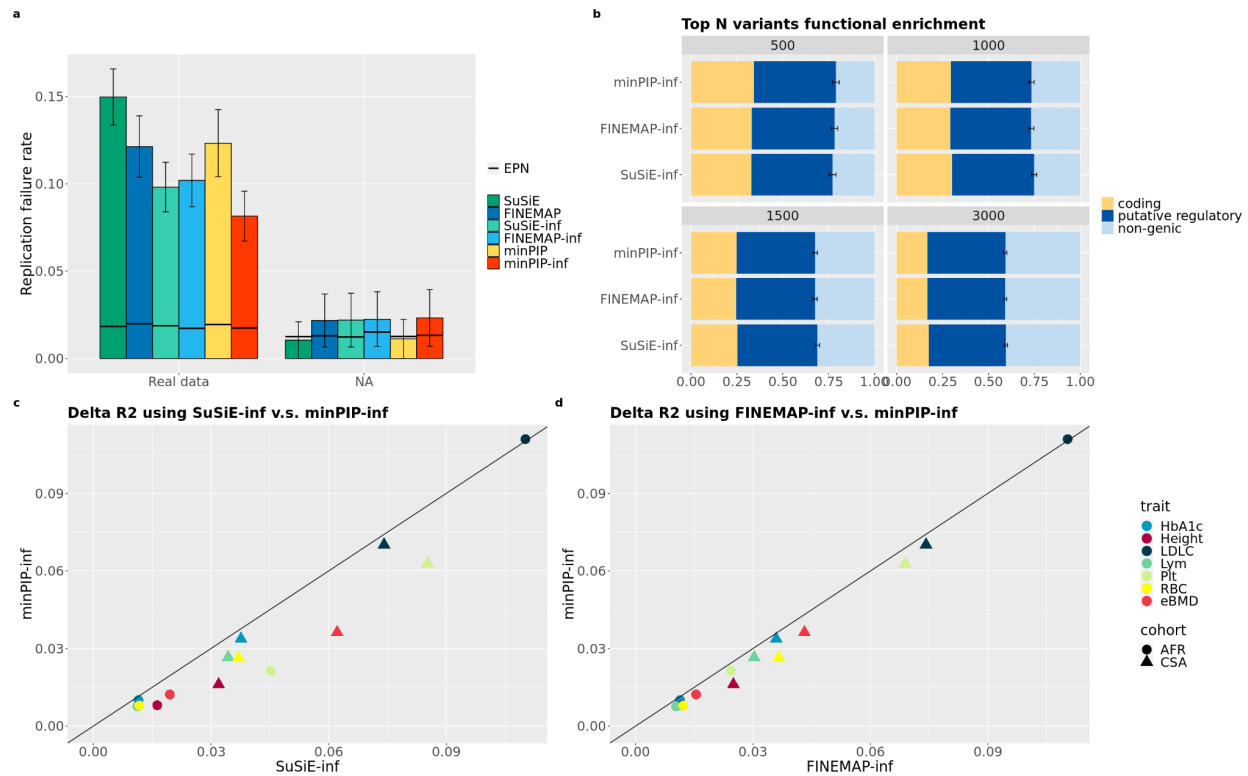 a
Replication failure rate
0.15
0.10
0.05
0.00
Real data
NA
EPN
SuSiE
FINEMAP
SuSiE-inf
FINEMAP-inf
minPIP
minPIP-inf
b
Top N variants functional enrichment
500
1000
minPIP-inf
FINEMAP-inf
SuSiE-inf
1500
3000
minPIP-inf
FINEMAP-inf
SuSiE-inf
0.00 0.25 0.50 0.75 1.00
0.00 0.25 0.50 0.75 1.00
coding
putative regulatory
non-genic
c
Delta R2 using SuSiE-inf v.s. minPIP-inf
minPIP-inf
0.09
0.06
0.03
0.00
0.00 0.03 0.06 0.09
SuSiE-inf
d
Delta R2 using FINEMAP-inf v.s. minPIP-inf
minPIP-inf
0.09
0.06
0.03
0.00
0.00 0.03 0.06 0.09
FINEMAP-inf
trait
HbA1c
Height
LDLC
Lym
Plt
RBC
eBMD
cohort
AFR
CSA